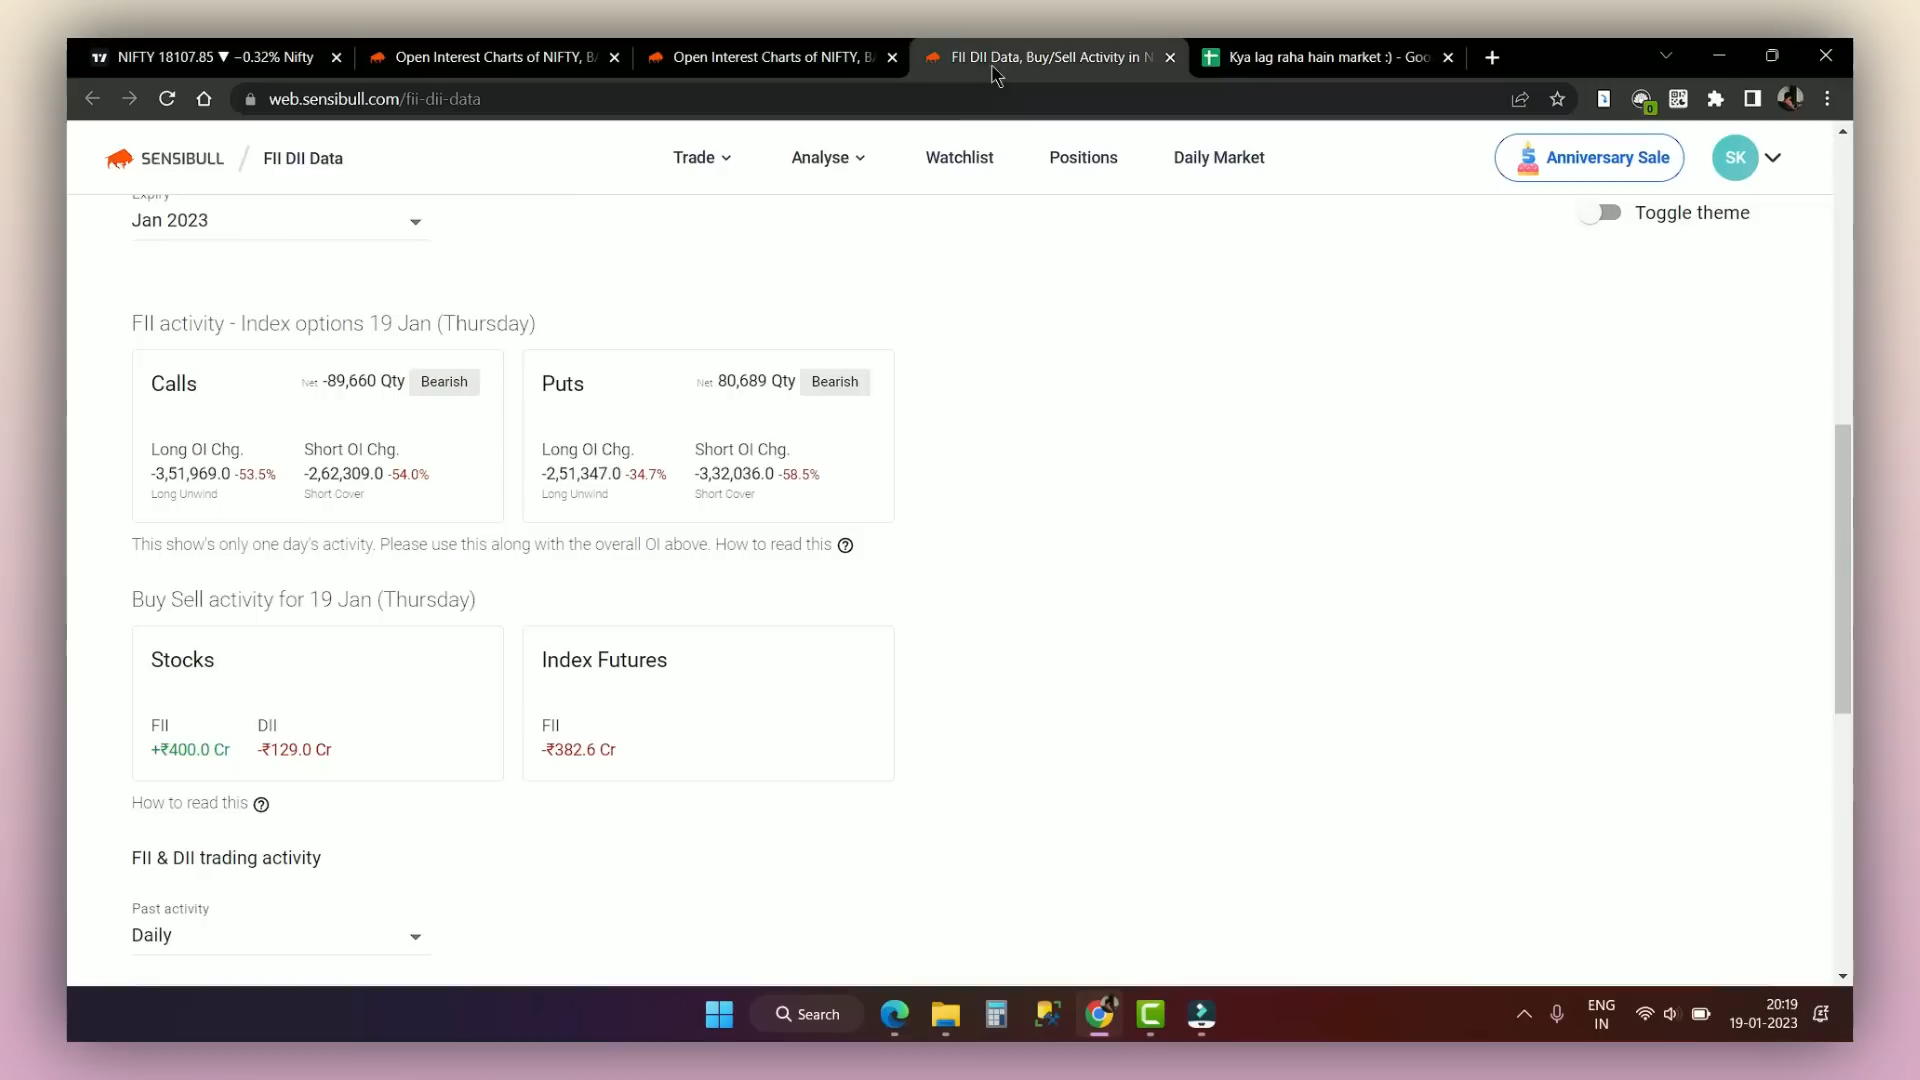 NIFTY 18107.85 ▼ −0.32% Nifty
Open Interest Charts of NIFTY, B
Open Interest Charts of NIFTY, B
FII DII Data, Buy/Sell Activity in N
Kya lag raha hain market :) - Goo
web.sensibull.com/fii-dii-data
0
SENSIBULL / FII DII Data
Trade
Analyse
Watchlist
Positions
Daily Market
5
Anniversary Sale
SK
Expiry
Jan 2023
Toggle theme
FII activity - Index options 19 Jan (Thursday)
Calls
Net -89,660 Qty Bearish
Long OI Chg.
-3,51,969.0 -53.5%
Long Unwind
Short OI Chg.
-2,62,309.0 -54.0%
Short Cover
Puts
Net 80,689 Qty Bearish
Long OI Chg.
-2,51,347.0 -34.7%
Long Unwind
Short OI Chg.
-3,32,036.0 -58.5%
Short Cover
This show's only one day's activity. Please use this along with the overall OI above. How to read this
Buy Sell activity for 19 Jan (Thursday)
Stocks
FII
+₹400.0 Cr
DII
-₹129.0 Cr
Index Futures
FII
-₹382.6 Cr
How to read this
FII & DII trading activity
Past activity
Daily
Search
ENG
IN
20:19
19-01-2023